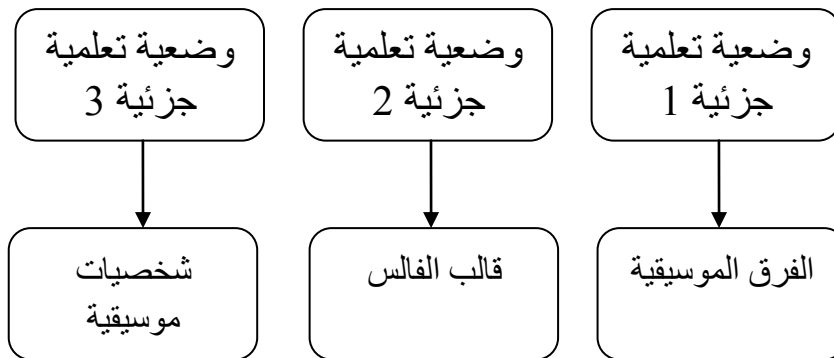 وضعية تعلمية
جزئية 1
وضعية تعلمية
جزئية 2
وضعية تعلمية
جزئية 3
الفرق الموسيقية
قالب الفالس
شخصيات
موسيقية